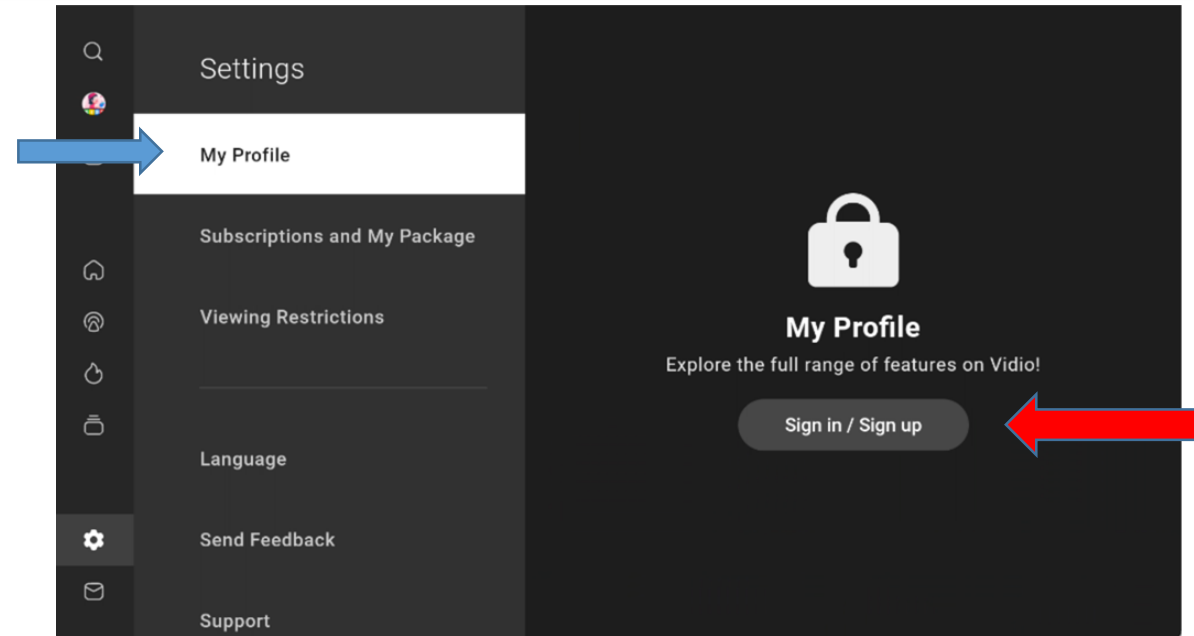 Settings
My Profile
Subscriptions and My Package
Viewing Restrictions
Language
Send Feedback
Support
My Profile
Explore the full range of features on Vidio!
Sign in / Sign up